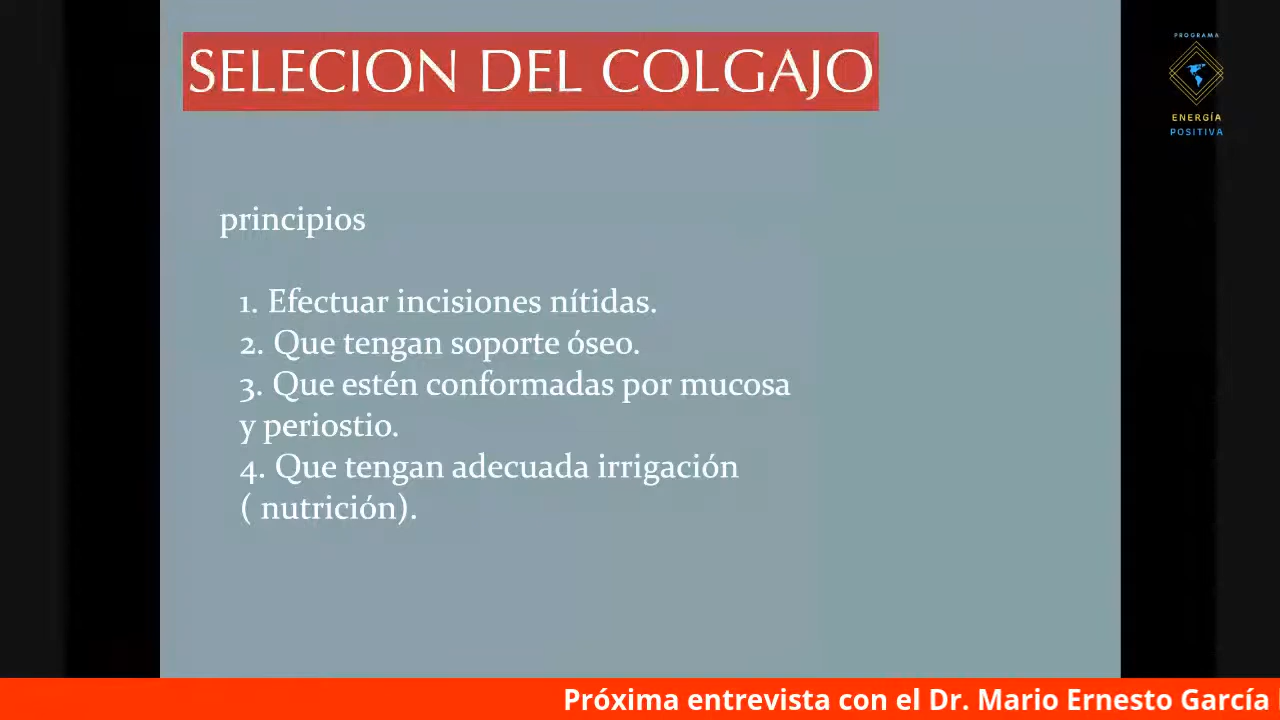 SELECION DEL COLGAJO
PROGRAMA
ENERGÍA
POSITIVA
principios
1. Efectuar incisiones nítidas.
2. Que tengan soporte óseo.
3. Que estén conformadas por mucosa
y periostio.
4. Que tengan adecuada irrigación
( nutrición).
Próxima entrevista con el Dr. Mario Ernesto García